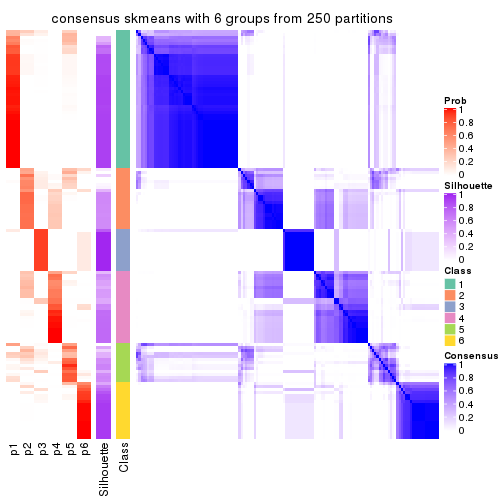 consensus skmeans with 6 groups from 250 partitions
Prob
1
0.8
0.6
0.4
0.2
0
Silhouette
1
0.8
0.6
0.4
0.2
0
Class
1
2
3
4
5
6
Consensus
1
0.8
0.6
0.4
0.2
0
p1
p2
p3
p4
p5
p6
Silhouette
Class